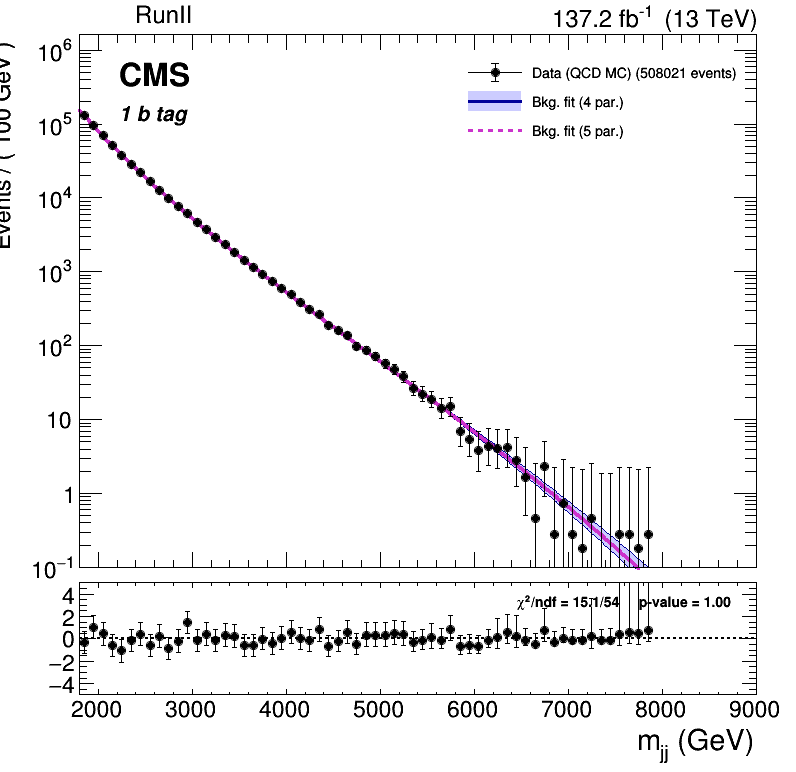 RunII
137.2 fb⁻¹ (13 TeV)
CMS
1 b tag
Data (QCD MC) (508021 events)
Bkg. fit (4 par.)
Bkg. fit (5 par.)
Events / ( 100 GeV )
10⁶
10⁵
10⁴
10³
10²
10
1
10⁻¹
χ²/ndf = 15.1/54 p-value = 1.00
4
2
0
−2
−4
2000 3000 4000 5000 6000 7000 8000 9000
m_jj (GeV)